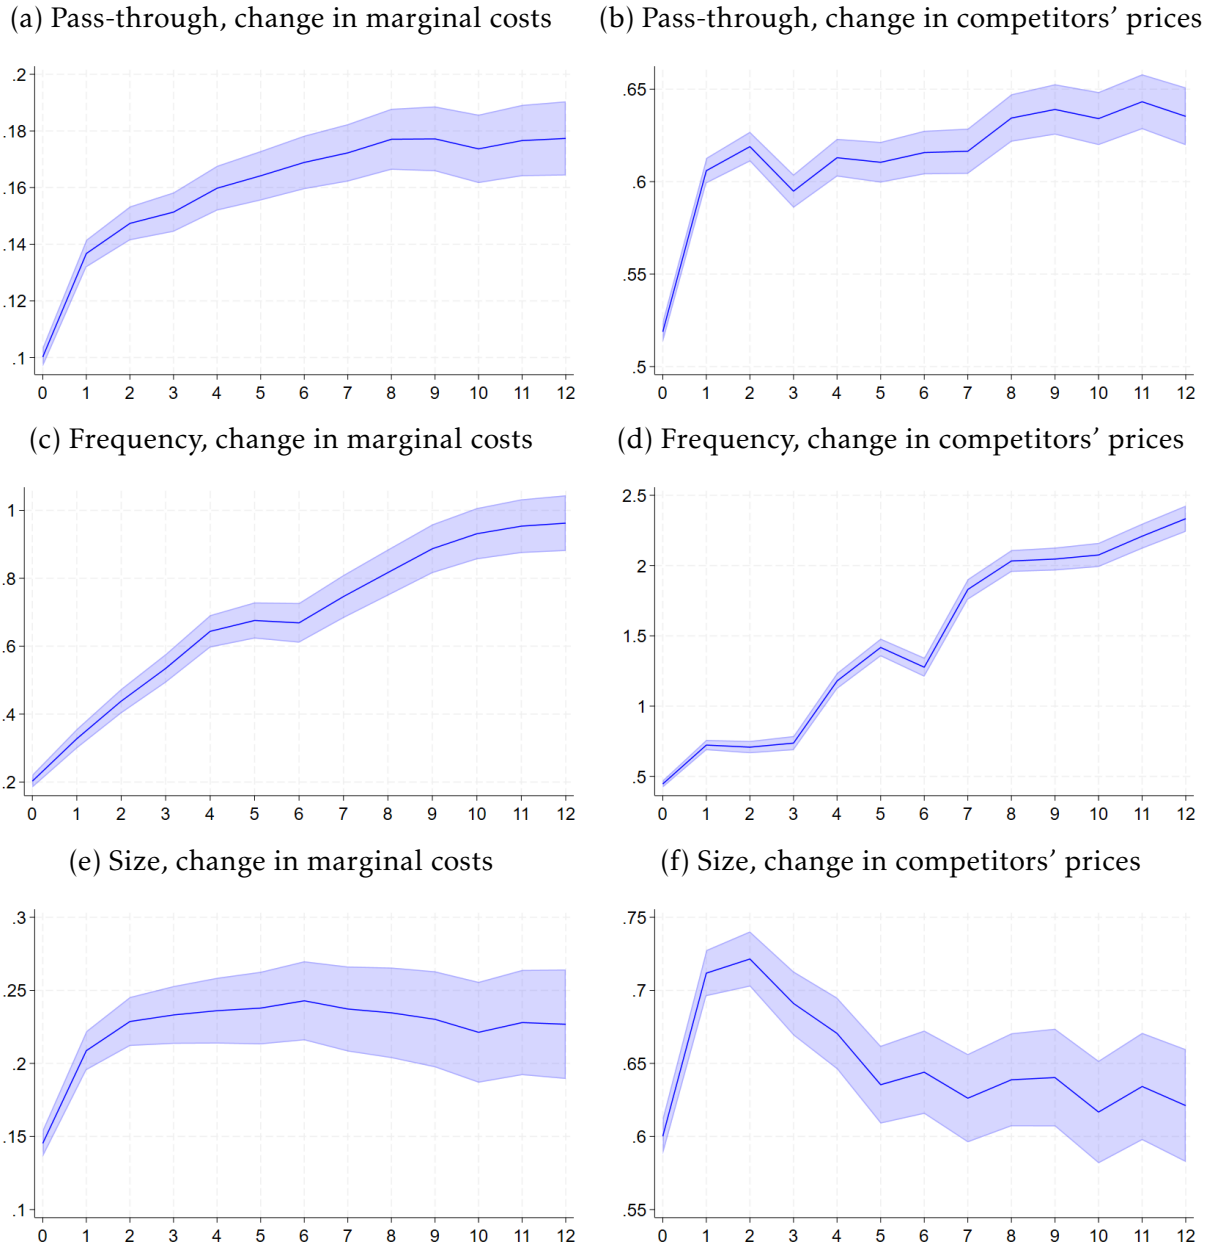 (a) Pass-through, change in marginal costs
(b) Pass-through, change in competitors’ prices
.2
.18
.16
.14
.12
.1
0 1 2 3 4 5 6 7 8 9 10 11 12
.65
.6
.55
.5
0 1 2 3 4 5 6 7 8 9 10 11 12
(c) Frequency, change in marginal costs
(d) Frequency, change in competitors’ prices
1
.8
.6
.4
.2
0 1 2 3 4 5 6 7 8 9 10 11 12
2.5
2
1.5
1
.5
0 1 2 3 4 5 6 7 8 9 10 11 12
(e) Size, change in marginal costs
(f) Size, change in competitors’ prices
.3
.25
.2
.15
.1
0 1 2 3 4 5 6 7 8 9 10 11 12
.75
.7
.65
.6
.55
0 1 2 3 4 5 6 7 8 9 10 11 12